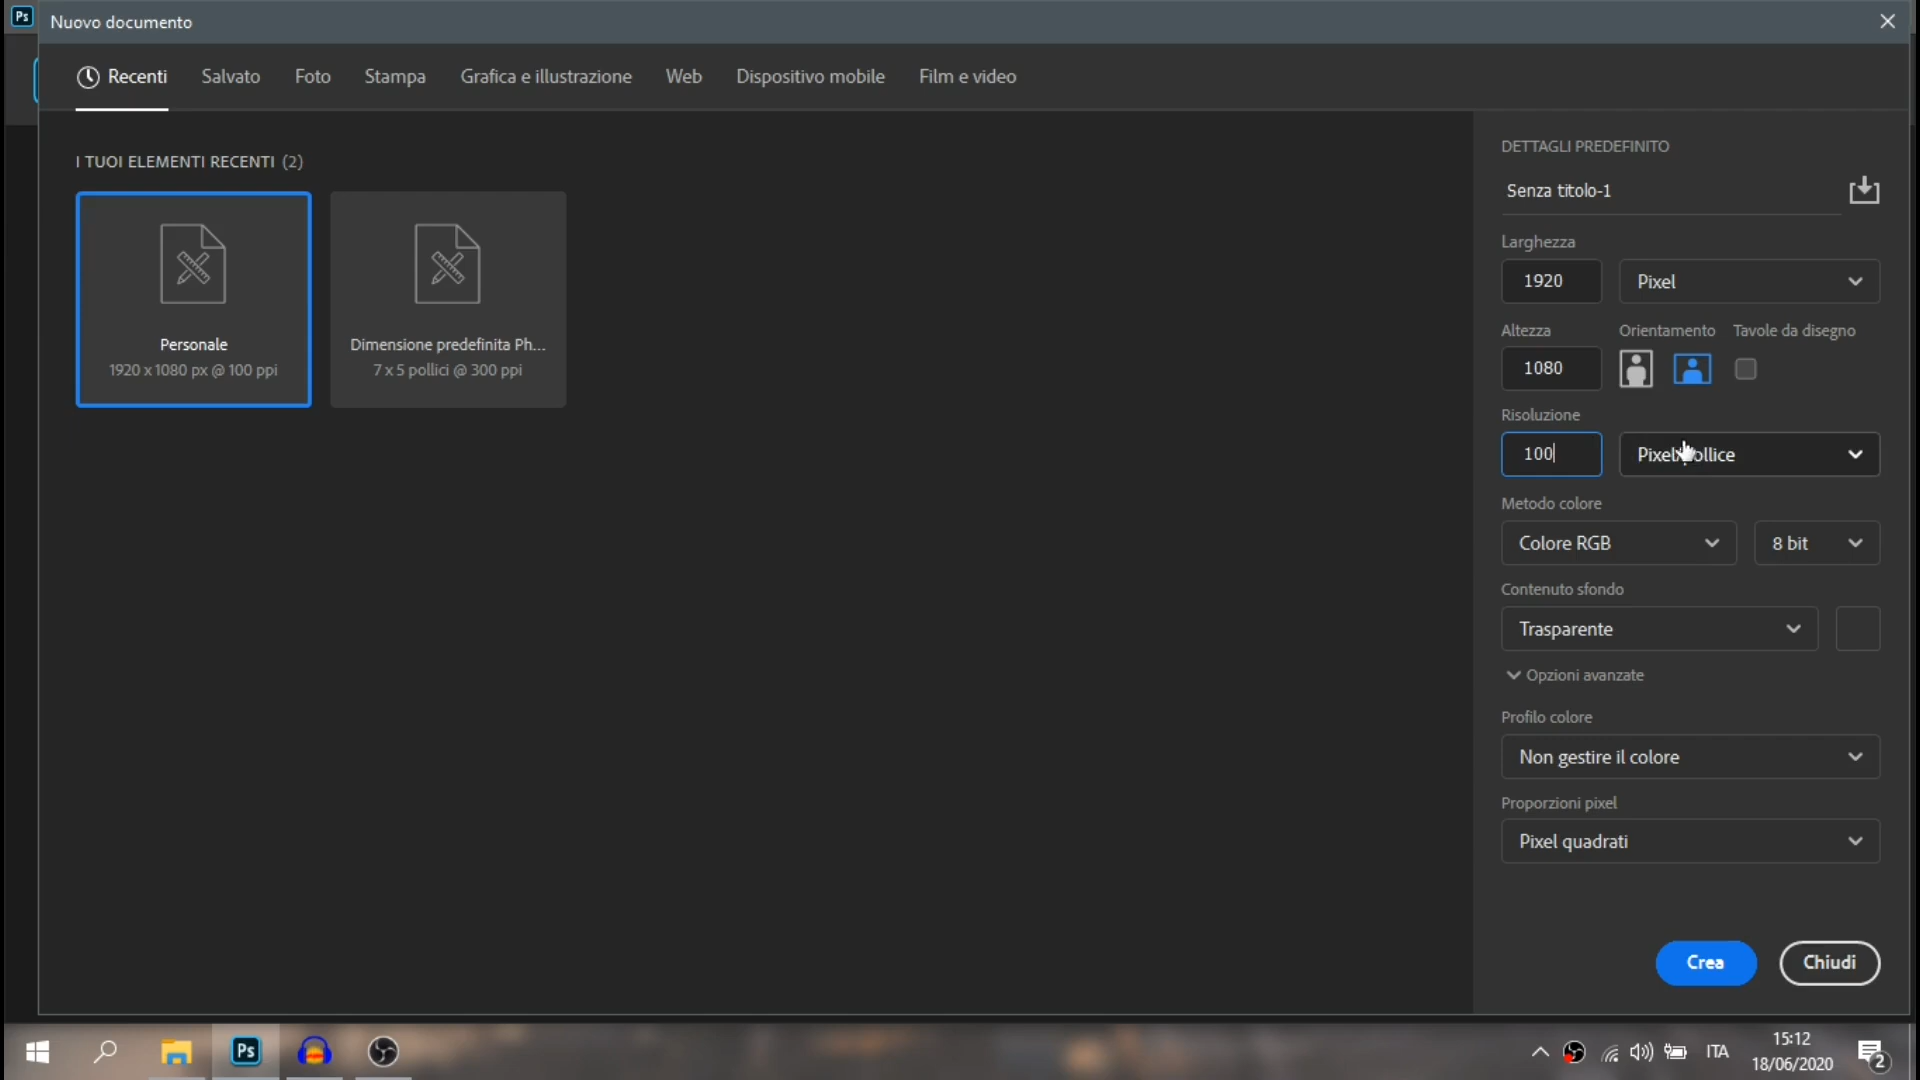 Ps Nuovo documento
Recenti Salvato Foto Stampa Grafica e illustrazione Web Dispositivo mobile Film e video
I TUOI ELEMENTI RECENTI (2)
Personale
1920 x 1080 px @ 100 ppi
Dimensione predefinita Ph...
7 x 5 pollici @ 300 ppi
DETTAGLI PREDEFINITO
Senza titolo-1
Larghezza
1920 Pixel
Altezza Orientamento Tavole da disegno
1080
Risoluzione
100 Pixel/pollice
Metodo colore
Colore RGB 8 bit
Contenuto sfondo
Trasparente
Opzioni avanzate
Profilo colore
Non gestire il colore
Proporzioni pixel
Pixel quadrati
Crea Chiudi
Ps ITA 15:12
18/06/2020 2